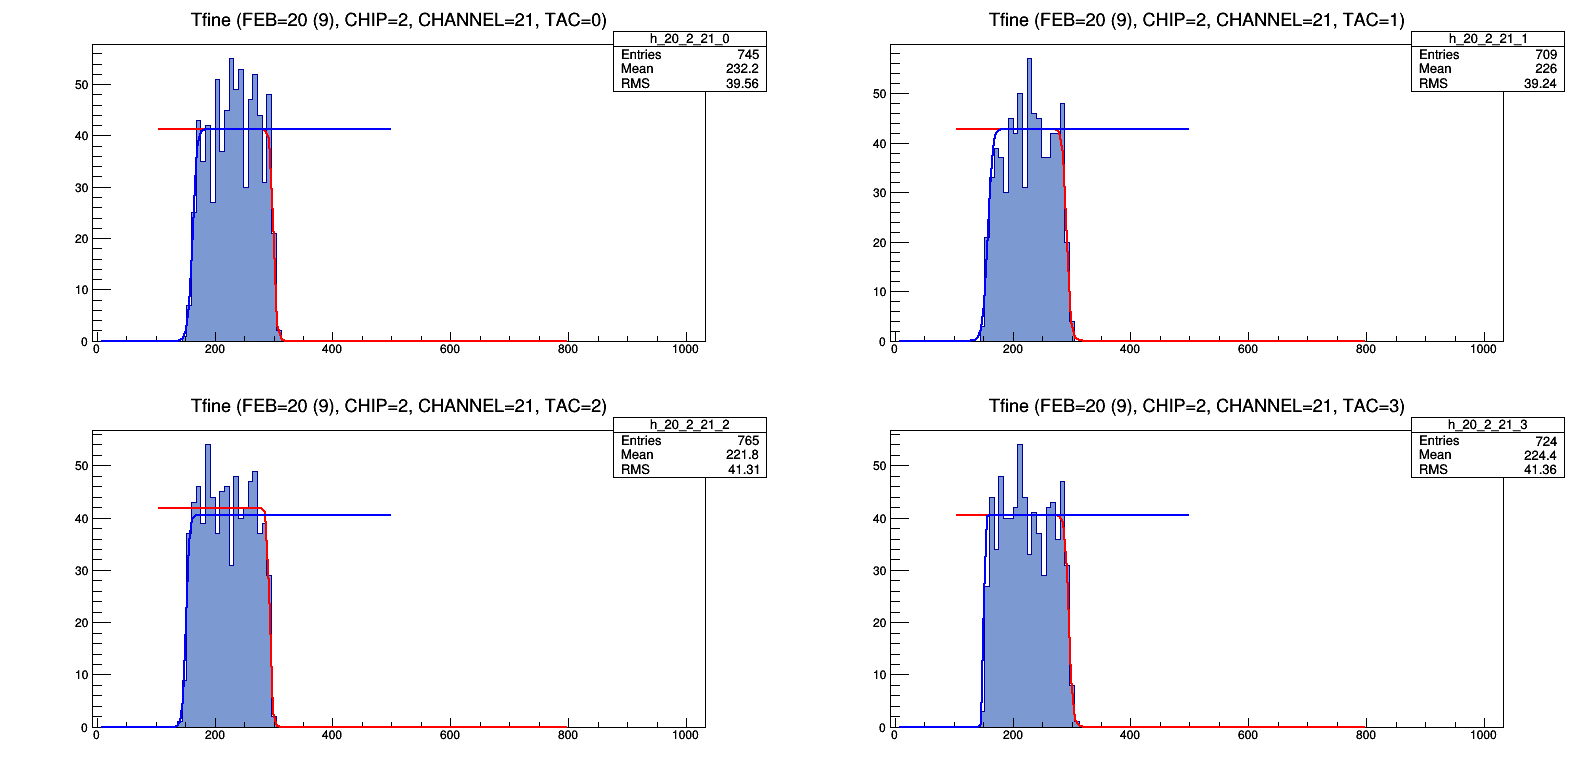 Tfine (FEB=20 (9), CHIP=2, CHANNEL=21, TAC=0)
h_20_2_21_0
Entries 745
Mean 232.2
RMS 39.56
50
40
30
20
10
0
0 200 400 600 800 1000
Tfine (FEB=20 (9), CHIP=2, CHANNEL=21, TAC=1)
h_20_2_21_1
Entries 709
Mean 226
RMS 39.24
50
40
30
20
10
0
0 200 400 600 800 1000
Tfine (FEB=20 (9), CHIP=2, CHANNEL=21, TAC=2)
h_20_2_21_2
Entries 765
Mean 221.8
RMS 41.31
50
40
30
20
10
0
0 200 400 600 800 1000
Tfine (FEB=20 (9), CHIP=2, CHANNEL=21, TAC=3)
h_20_2_21_3
Entries 724
Mean 224.4
RMS 41.36
50
40
30
20
10
0
0 200 400 600 800 1000